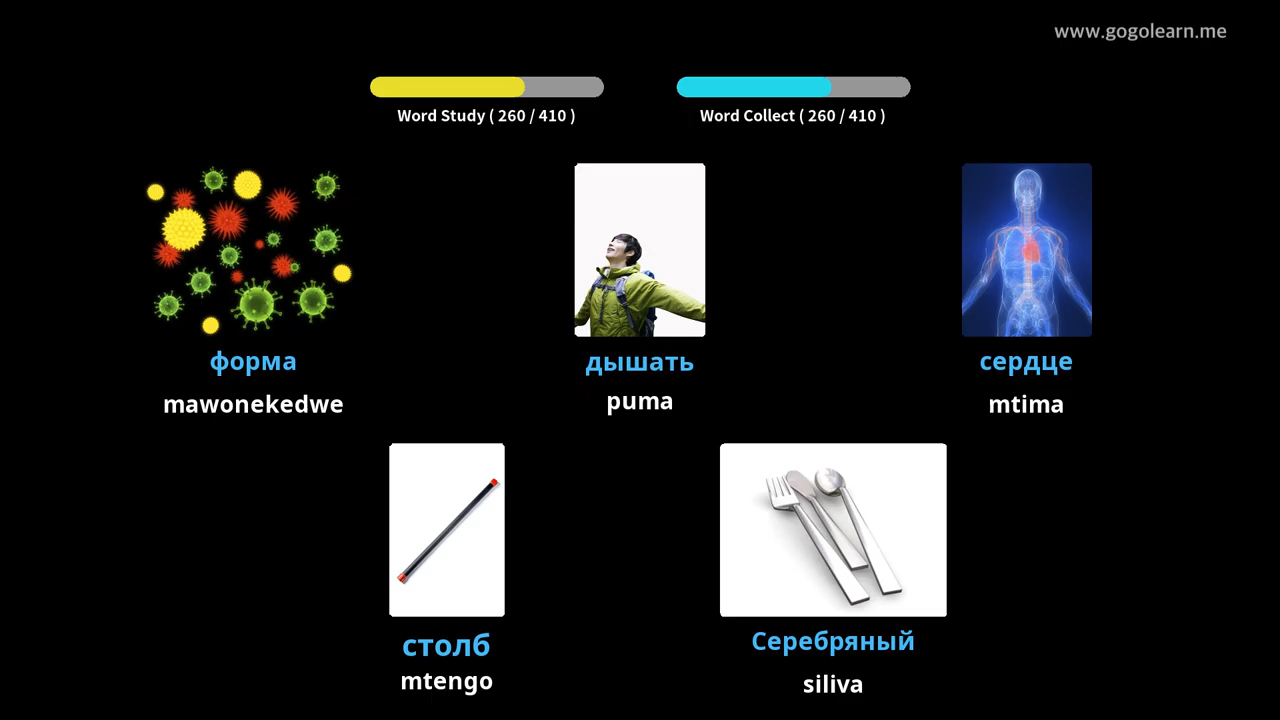 www.gogolearn.me
Word Study ( 260 / 410 )
Word Collect ( 260 / 410 )
форма
mawonekedwe
дышать
puma
сердце
mtima
столб
mtengo
Серебряный
siliva